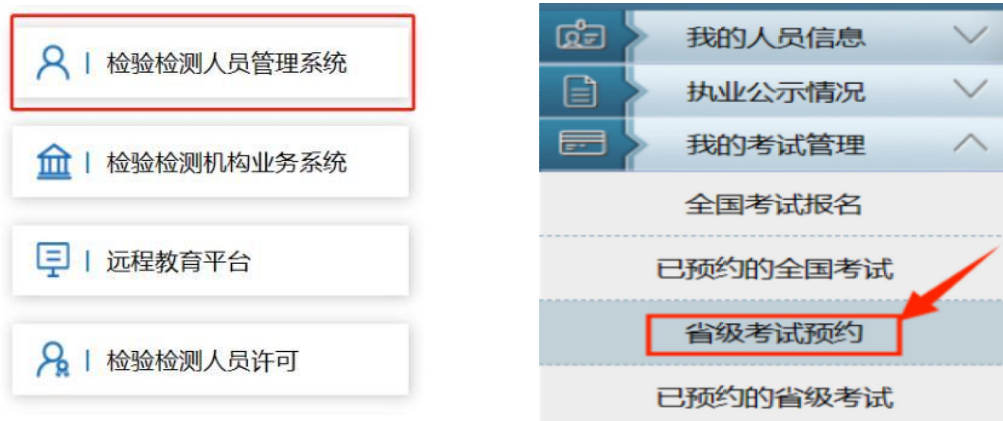 检验检测人员管理系统
检验检测机构业务系统
远程教育平台
检验检测人员许可
我的人员信息
执业公示情况
我的考试管理
全国考试报名
已预约的全国考试
省级考试预约
已预约的省级考试